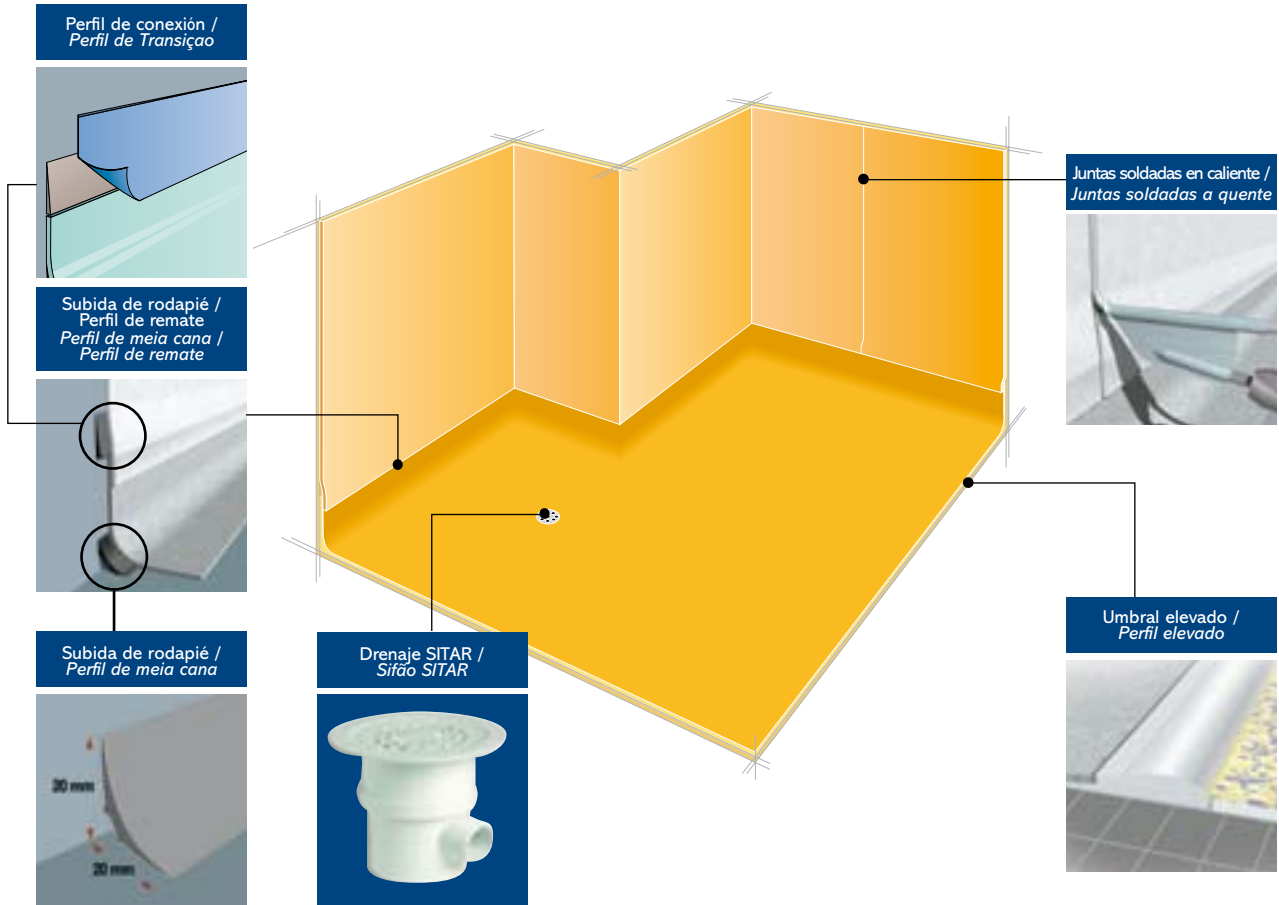 Perfil de conexión /
Perfil de Transiçao
Subida de rodapié /
Perfil de remate
Perfil de meia cana /
Perfil de remate
Subida de rodapié /
Perfil de meia cana
20 mm
20 mm
Drenaje SITAR /
Sifão SITAR
Juntas soldadas en caliente /
Juntas soldadas a quente
Umbral elevado /
Perfil elevado